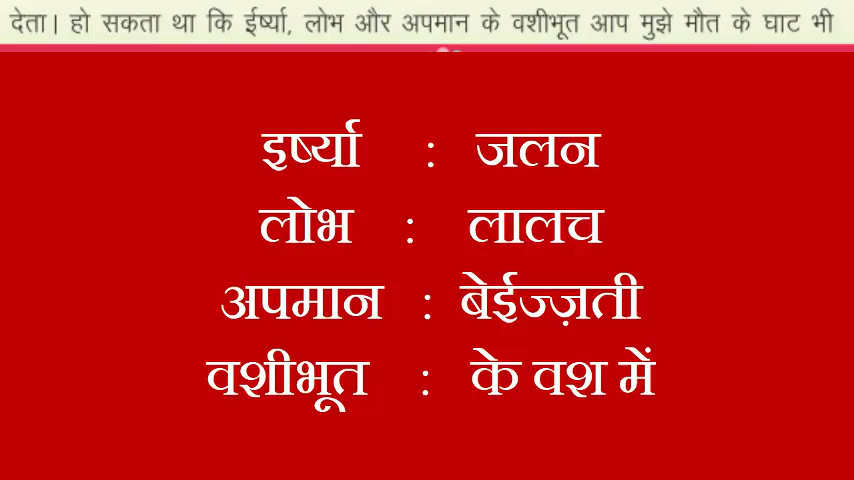 देता। हो सकता था कि ईर्ष्या, लोभ और अपमान के वशीभूत आप मुझे मौत के घाट भी
इर्ष्या : जलन
लोभ : लालच
अपमान : बेईज्ज़ती
वशीभूत : के वश में